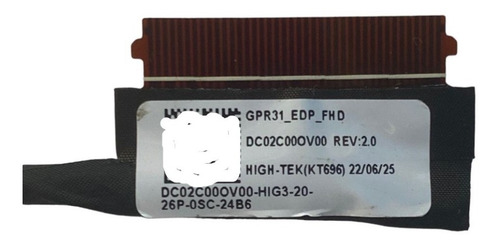 GPR31_EDP_FHD
DC02C00OV00 REV:2.0
HIGH-TEK(KT696) 22/06/25
DC02C00OV00-HIG3-20-
26P-0SC-24B6